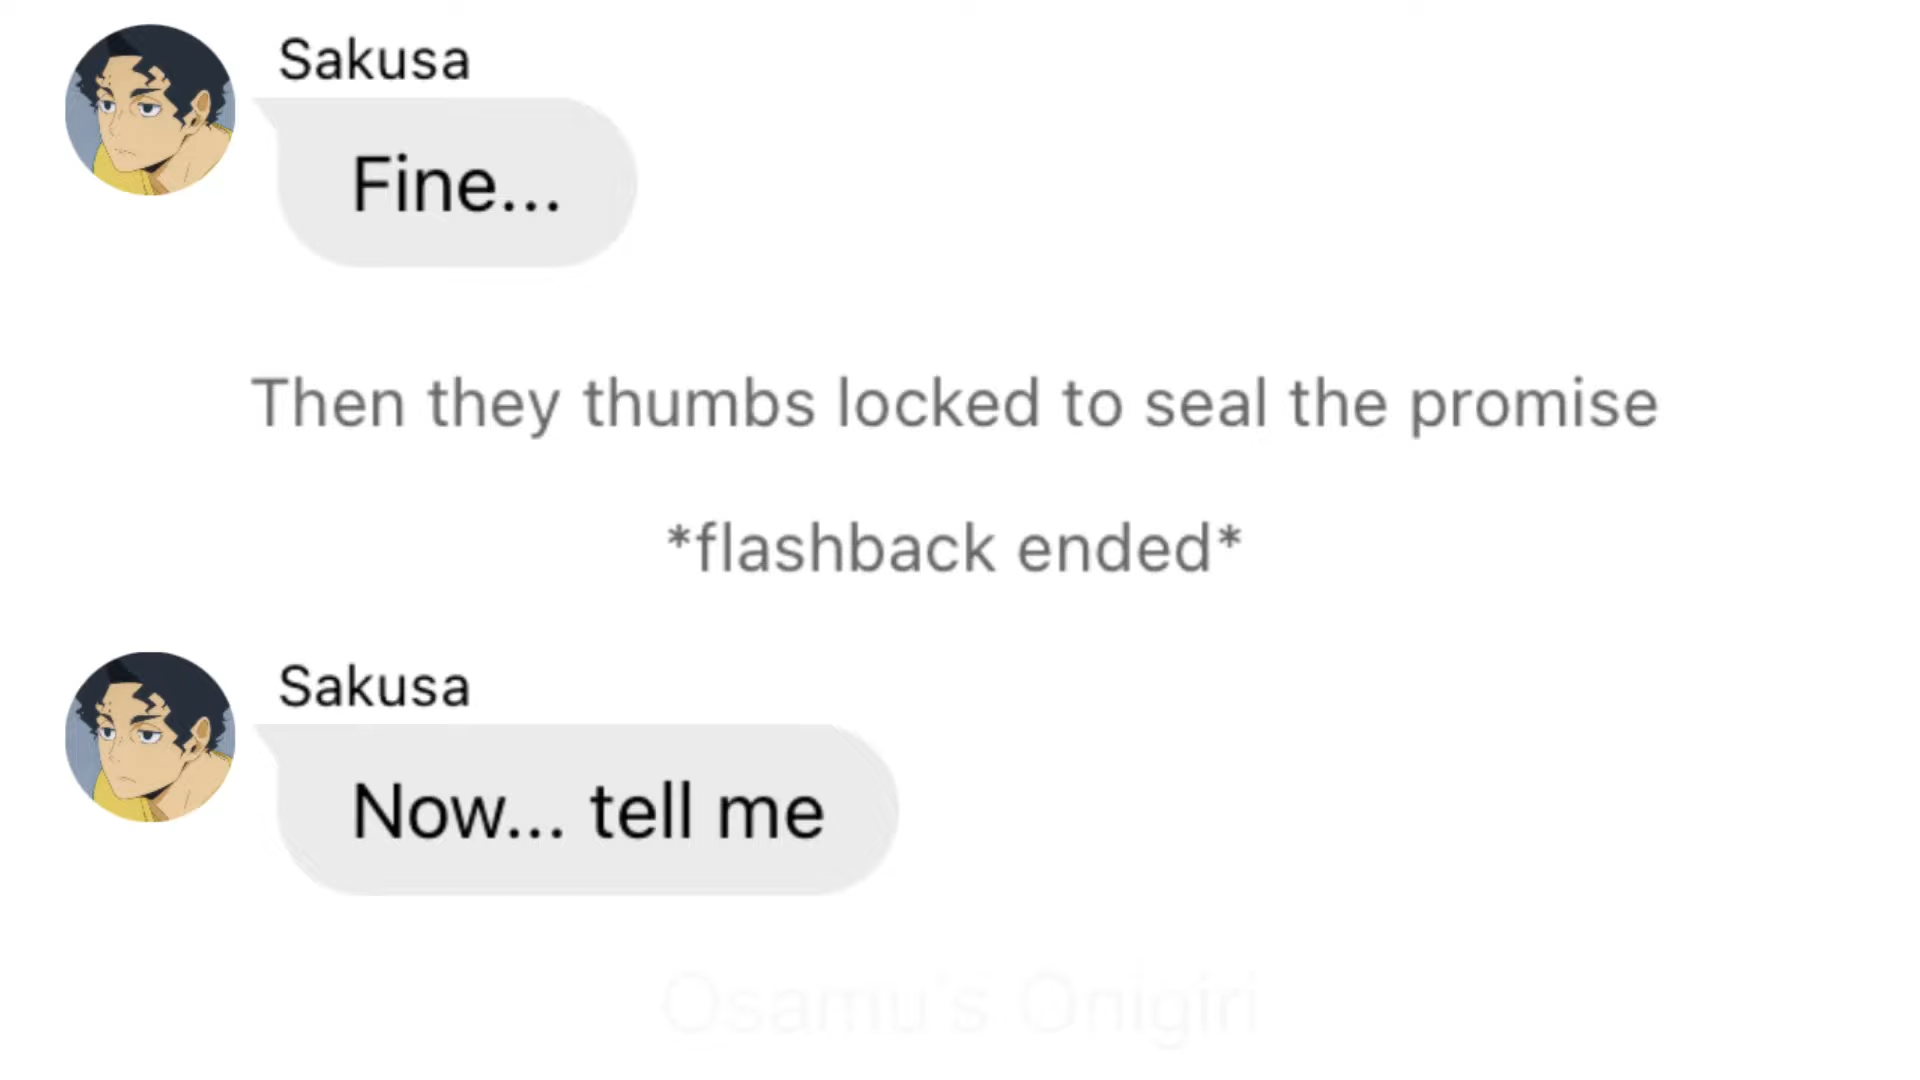 Sakusa
Fine...
Then they thumbs locked to seal the promise
*flashback ended*
Sakusa
Now... tell me
Osamu's Onigiri